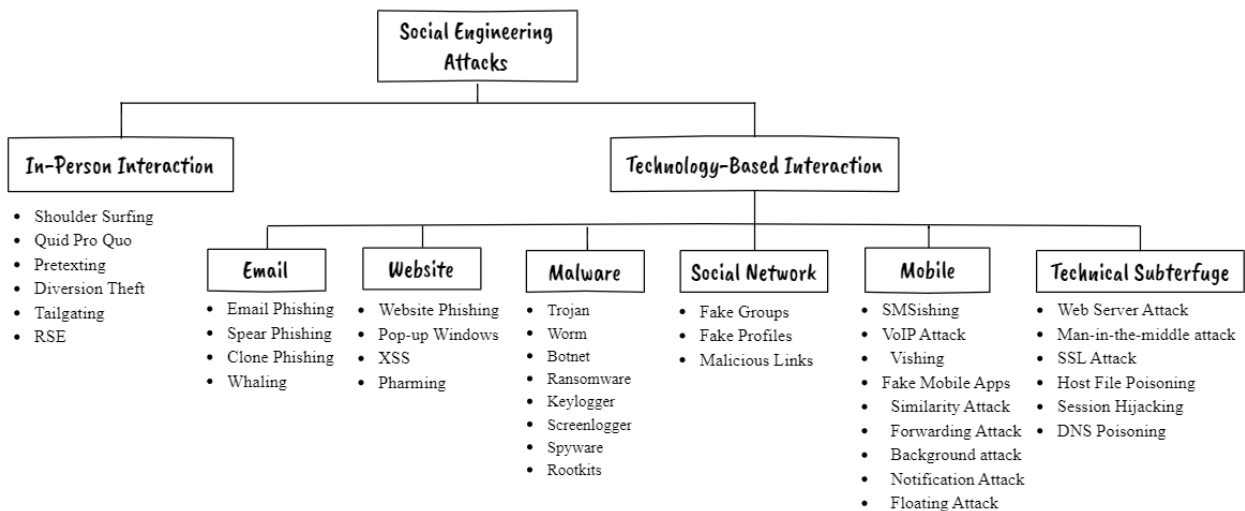 Social Engineering
Attacks
In-Person Interaction
• Shoulder Surfing
• Quid Pro Quo
• Pretexting
• Diversion Theft
• Tailgating
• RSE
Technology-Based Interaction
Email
• Email Phishing
• Spear Phishing
• Clone Phishing
• Whaling
Website
• Website Phishing
• Pop-up Windows
• XSS
• Pharming
Malware
• Trojan
• Worm
• Botnet
• Ransomware
• Keylogger
• Screenlogger
• Spyware
• Rootkits
Social Network
• Fake Groups
• Fake Profiles
• Malicious Links
Mobile
• SMSishing
• VoIP Attack
• Vishing
• Fake Mobile Apps
• Similarity Attack
• Forwarding Attack
• Background attack
• Notification Attack
• Floating Attack
Technical Subterfuge
• Web Server Attack
• Man-in-the-middle attack
• SSL Attack
• Host File Poisoning
• Session Hijacking
• DNS Poisoning